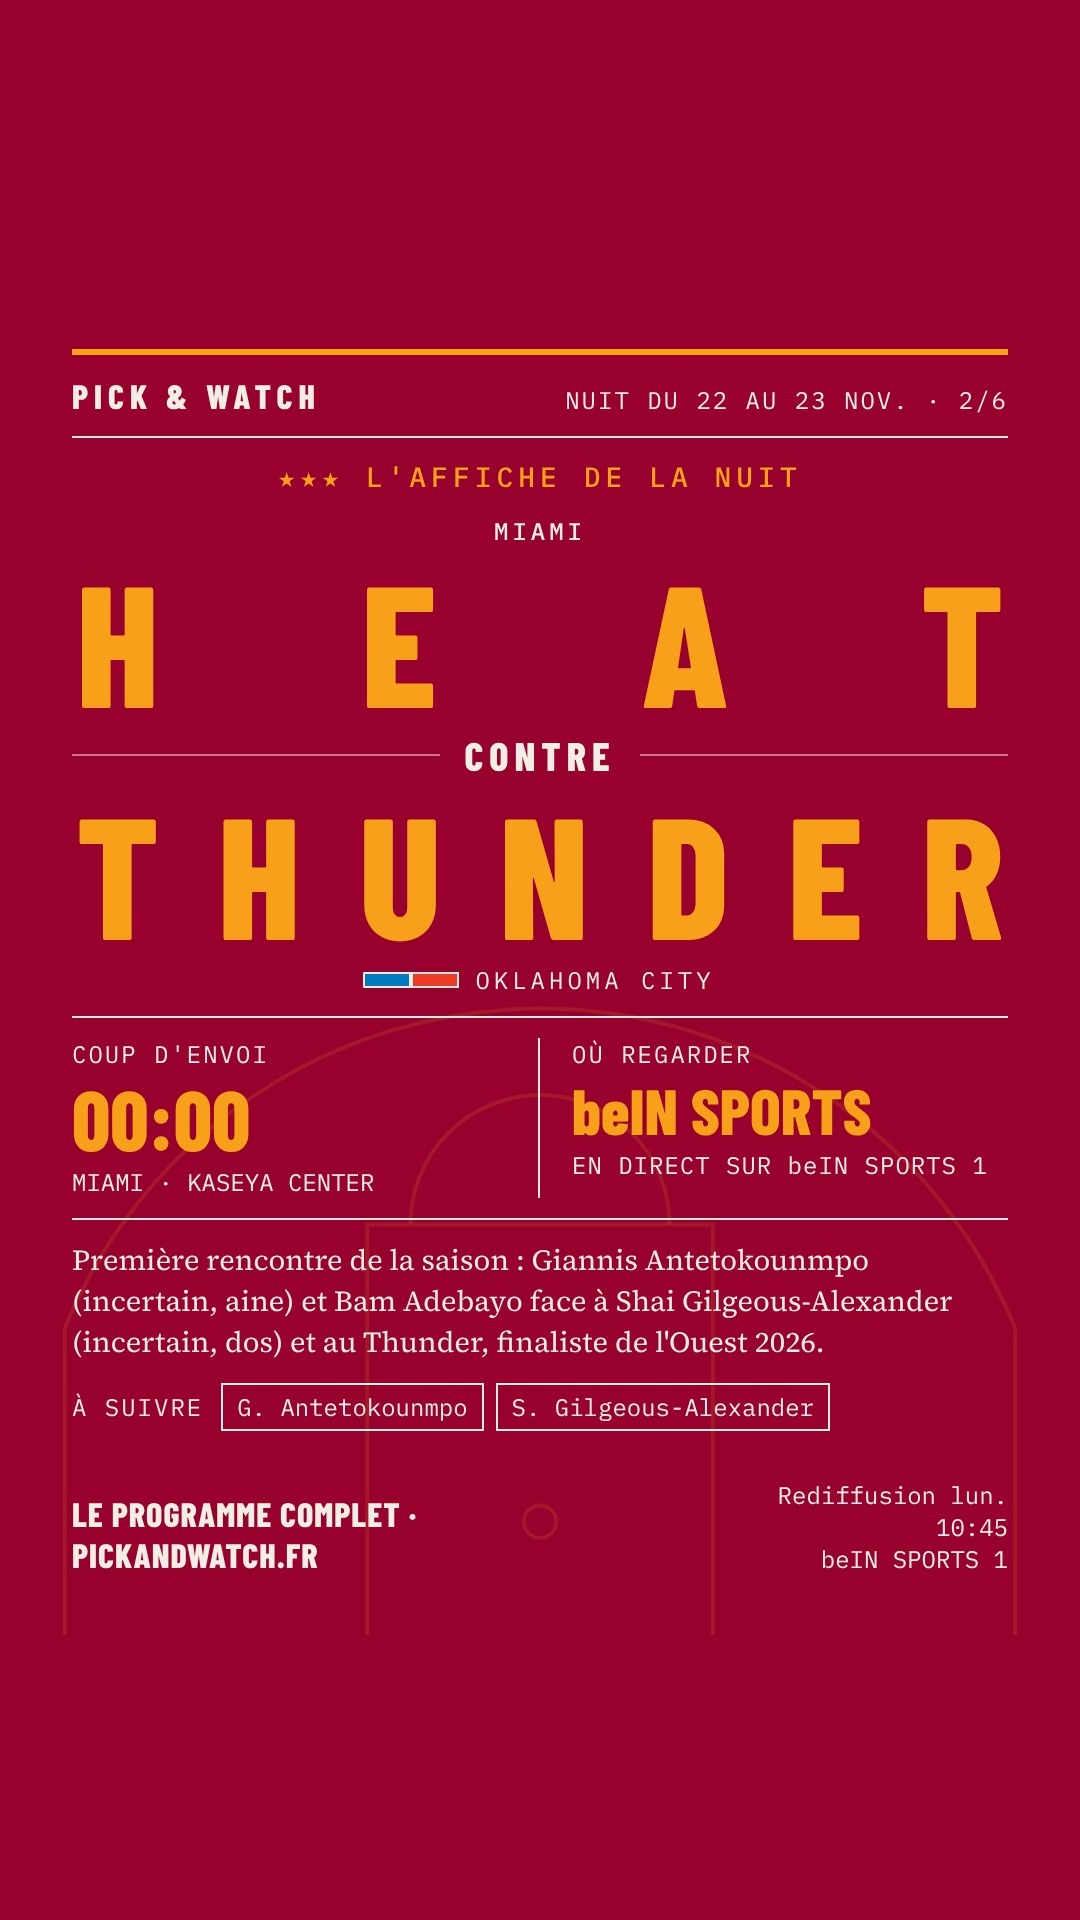 PICK & WATCH
NUIT DU 22 AU 23 NOV. · 2/6
★★★ L'AFFICHE DE LA NUIT
MIAMI
HEAT
CONTRE
THUNDER
OKLAHOMA CITY
COUP D'ENVOI
00:00
MIAMI · KASEYA CENTER
OÙ REGARDER
beIN SPORTS
EN DIRECT SUR beIN SPORTS 1
Première rencontre de la saison : Giannis Antetokounmpo
(incertain, aine) et Bam Adebayo face à Shai Gilgeous-Alexander
(incertain, dos) et au Thunder, finaliste de l'Ouest 2026.
À SUIVRE G. Antetokounmpo S. Gilgeous-Alexander
LE PROGRAMME COMPLET ·
PICKANDWATCH.FR
Rediffusion lun.
10:45
beIN SPORTS 1